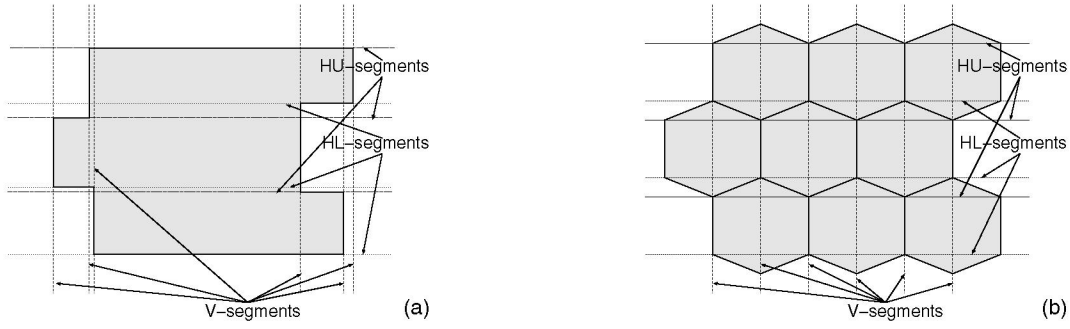 HU–segments
HL–segments
V–segments
(a)
HU–segments
HL–segments
V–segments
(b)